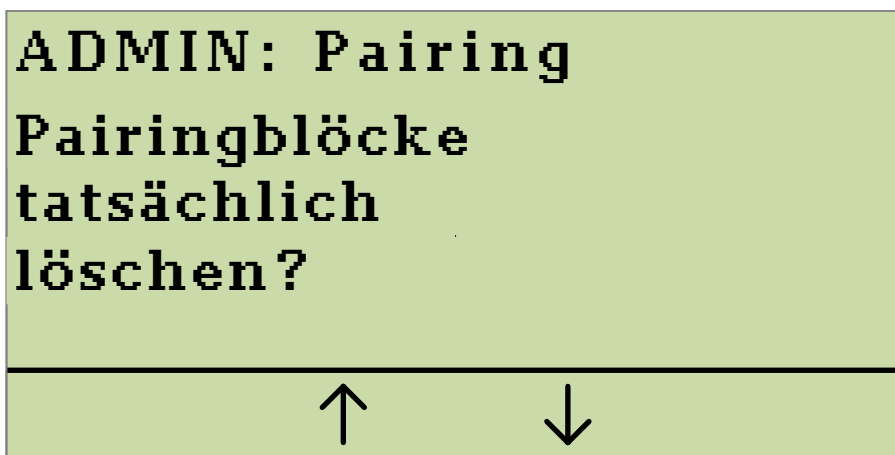 ADMIN: Pairing
Pairingblöcke
tatsächlich
löschen?
↑ ↓